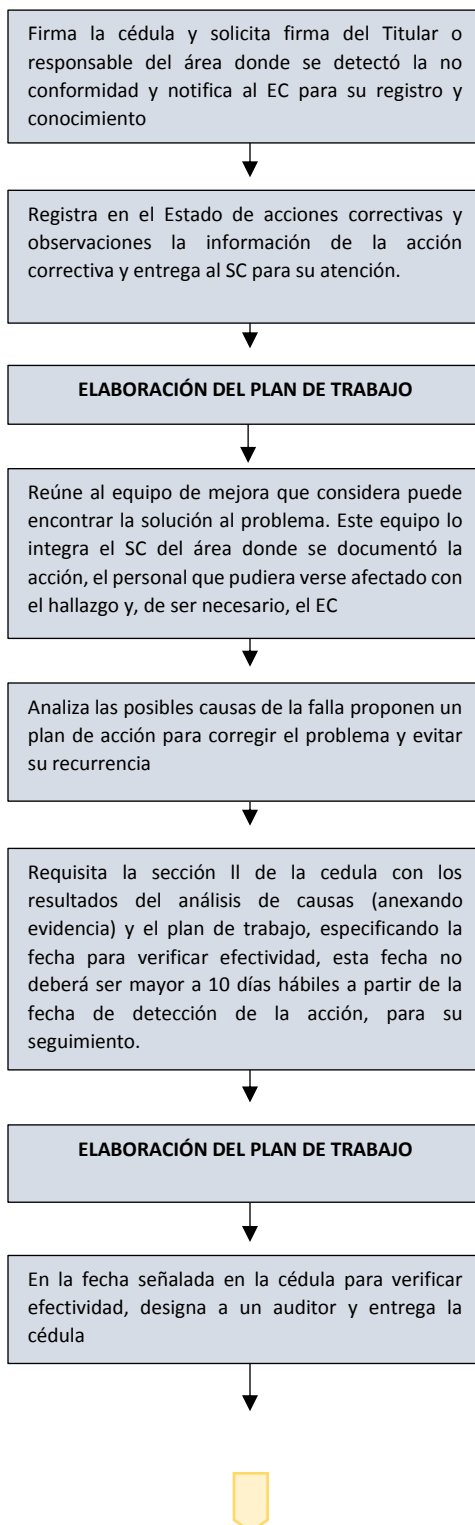 Firma la cédula y solicita firma del Titular o
responsable del área donde se detectó la no
conformidad y notifica al EC para su registro y
conocimiento
Registra en el Estado de acciones correctivas y
observaciones la información de la acción
correctiva y entrega al SC para su atención.
ELABORACIÓN DEL PLAN DE TRABAJO
Reúne al equipo de mejora que considera puede
encontrar la solución al problema. Este equipo lo
integra el SC del área donde se documentó la
acción, el personal que pudiera verse afectado con
el hallazgo y, de ser necesario, el EC
Analiza las posibles causas de la falla proponen un
plan de acción para corregir el problema y evitar
su recurrencia
Requisita la sección ll de la cedula con los
resultados del análisis de causas (anexando
evidencia) y el plan de trabajo, especificando la
fecha para verificar efectividad, esta fecha no
deberá ser mayor a 10 días hábiles a partir de la
fecha de detección de la acción, para su
seguimiento.
ELABORACIÓN DEL PLAN DE TRABAJO
En la fecha señalada en la cédula para verificar
efectividad, designa a un auditor y entrega la
cédula